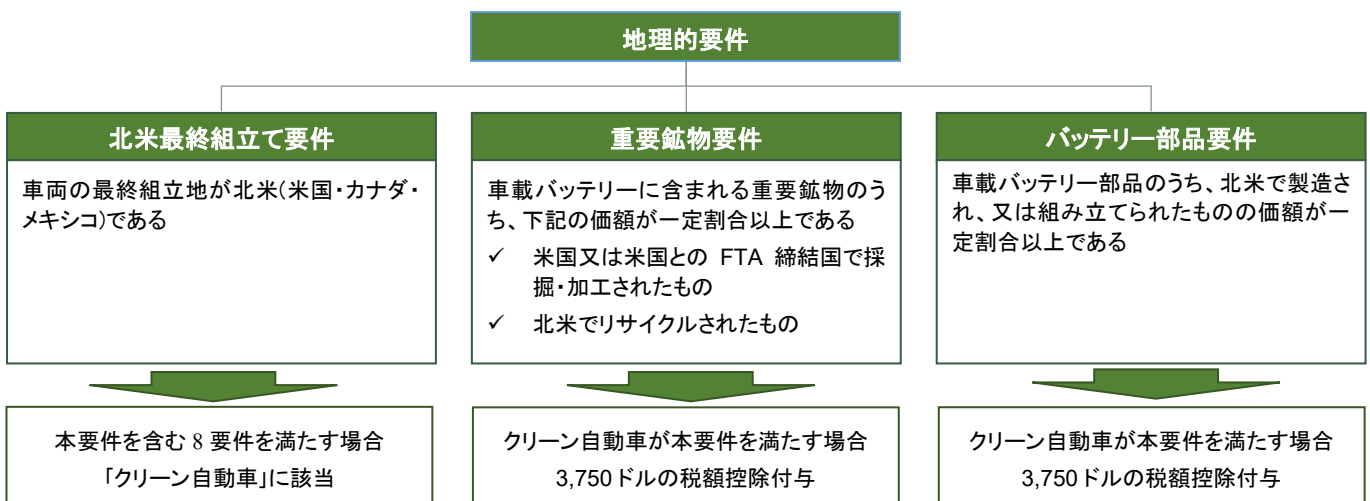 地理的要件
北米最終組立て要件
車両の最終組立地が北米(米国・カナダ・
メキシコ)である
本要件を含む 8 要件を満たす場合
「クリーン自動車」に該当
重要鉱物要件
車載バッテリーに含まれる重要鉱物のう
ち、下記の価額が一定割合以上である
✓ 米国又は米国との FTA 締結国で採
掘・加工されたもの
✓ 北米でリサイクルされたもの
クリーン自動車が本要件を満たす場合
3,750ドルの税額控除付与
バッテリー部品要件
車載バッテリー部品のうち、北米で製造さ
れ、又は組み立てられたものの価額が一
定割合以上である
クリーン自動車が本要件を満たす場合
3,750ドルの税額控除付与